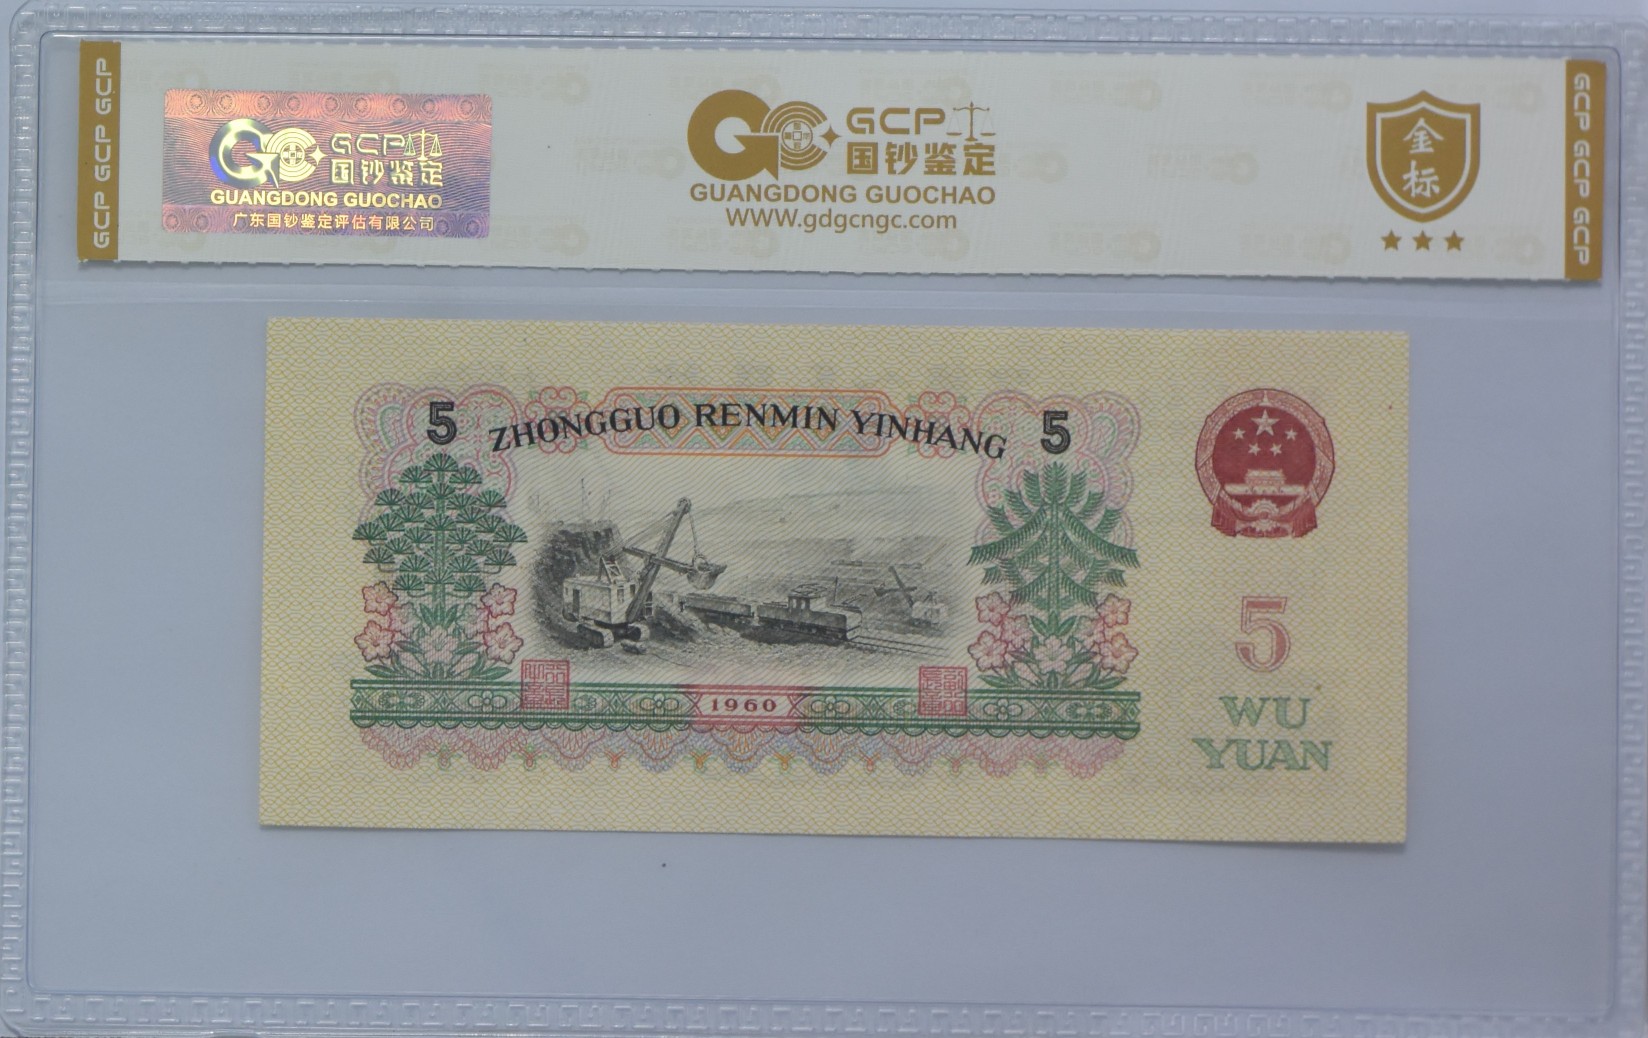 GCP GCP GCP
GCP
国钞鉴定
GUANGDONG GUOCHAO
广东国钞鉴定评估有限公司
GCP
国钞鉴定
GUANGDONG GUOCHAO
WWW.gdgcngc.com
金
标
GCP GCP GCP
5
ZHONGGUO RENMIN YINHANG
5
1960
5
WU
YUAN